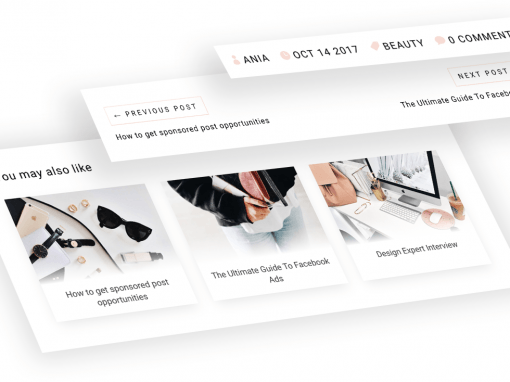 ANIA OCT 14 2017 BEAUTY 0 COMMENT
← PREVIOUS POST
NEXT POST
How to get sponsored post opportunities
The Ultimate Guide To Facebo
ou may also like
How to get sponsored post
opportunities
The Ultimate Guide To Facebook
Ads
Design Expert Interview